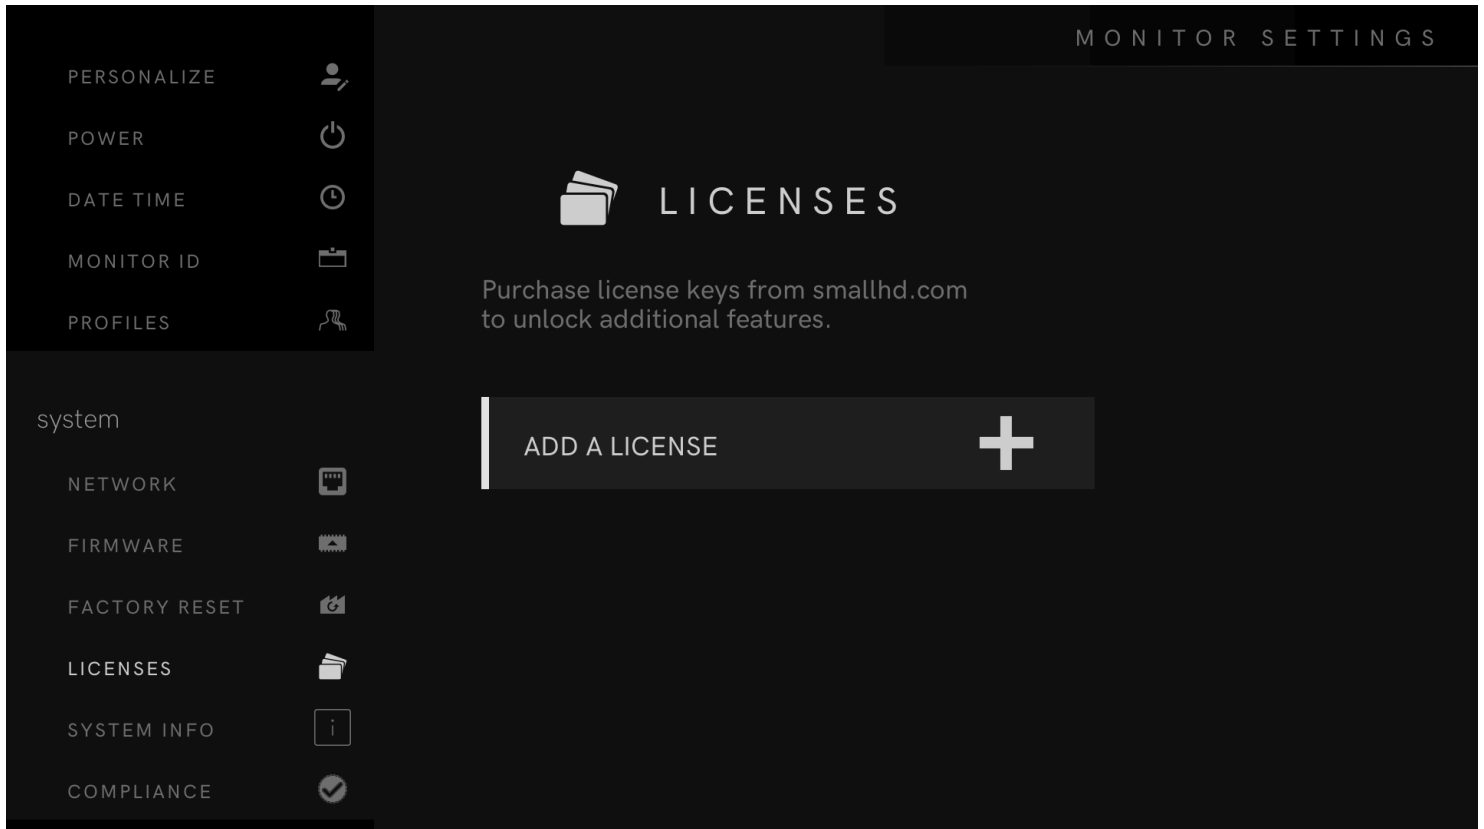 MONITOR SETTINGS
PERSONALIZE
POWER
DATE TIME
MONITOR ID
PROFILES
system
NETWORK
FIRMWARE
FACTORY RESET
LICENSES
SYSTEM INFO
i
COMPLIANCE
LICENSES
Purchase license keys from smallhd.com
to unlock additional features.
ADD A LICENSE